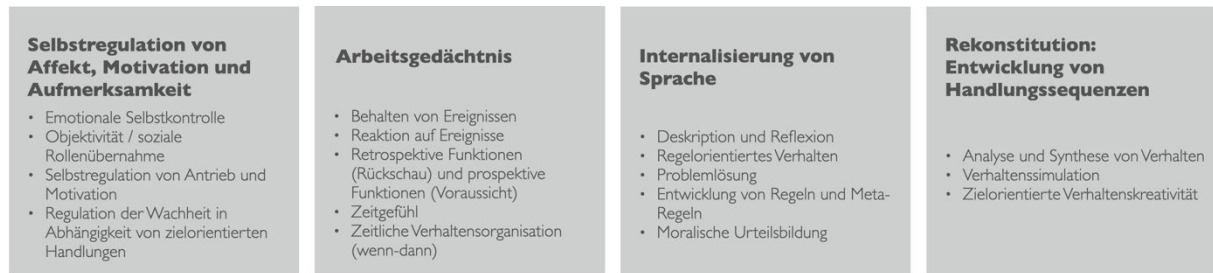 Selbstregulation von
Affekt, Motivation und
Aufmerksamkeit
• Emotionale Selbstkontrolle
• Objektivität / soziale
Rollenübernahme
• Selbstregulation von Antrieb und
Motivation
• Regulation der Wachheit in
Abhängigkeit von zielorientierten
Handlungen
Arbeitsgedächtnis
• Behalten von Ereignissen
• Reaktion auf Ereignisse
• Retrospektive Funktionen
(Rückschau) und prospektive
Funktionen (Voraussicht)
• Zeitgefühl
• Zeitliche Verhaltensorganisation
(wenn-dann)
Internalisierung von
Sprache
• Deskription und Reflexion
• Regelorientiertes Verhalten
• Problemlösung
• Entwicklung von Regeln und Meta-
Regeln
• Moralische Urteilsbildung
Rekonstitution:
Entwicklung von
Handlungssequenzen
• Analyse und Synthese von Verhalten
• Verhaltenssimulation
• Zielorientierte Verhaltenskreativität